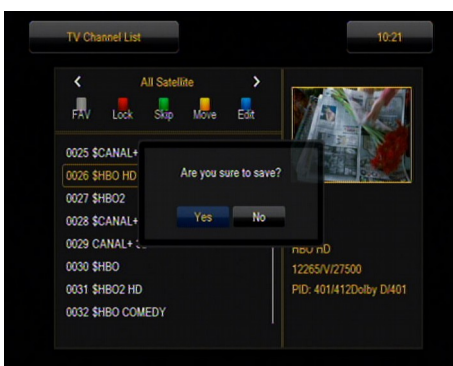 TV Channel List
10:21
All Satellite
FAV Lock Skip Move Edit
0025 $CANAL+
0026 $HBO HD
0027 $HBO2
0028 $CANAL+
0029 CANAL+
0030 $HBO
0031 $HBO2 HD
0032 $HBO COMEDY
Are you sure to save?
Yes No
HBO HD
12265/V/27500
PID: 401/412Dolby D/401